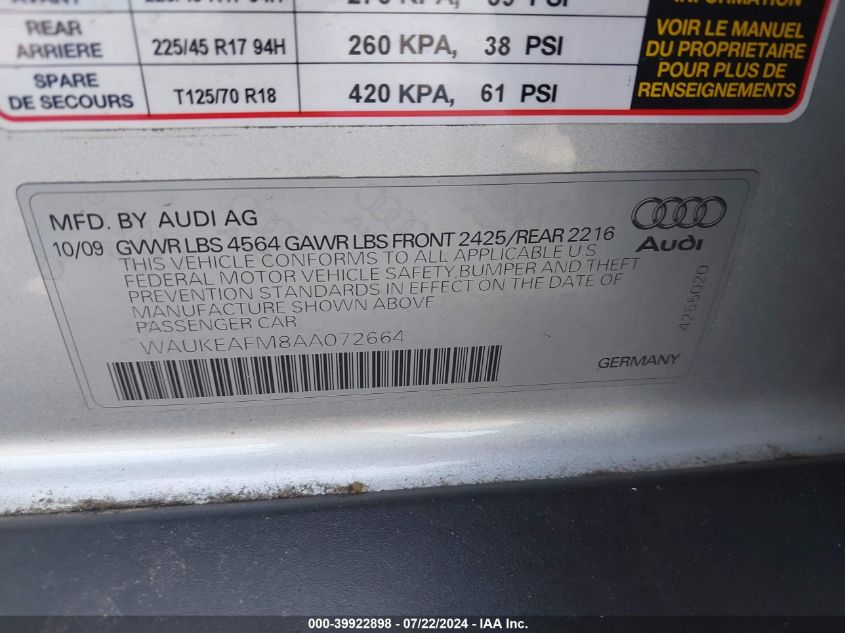 REAR
ARRIERE 225/45 R17 94H 260 KPA, 38 PSI
SPARE
DE SECOURS T125/70 R18 420 KPA, 61 PSI
VOIR LE MANUEL
DU PROPRIETAIRE
POUR PLUS DE
RENSEIGNEMENTS
MFD. BY AUDI AG
10/09 GVWR LBS 4564 GAWR LBS FRONT 2425/REAR 2216
THIS VEHICLE CONFORMS TO ALL APPLICABLE U S
FEDERAL MOTOR VEHICLE SAFETY, BUMPER AND THEFT
PREVENTION STANDARDS IN EFFECT ON THE DATE OF
MANUFACTURE SHOWN ABOVE
PASSENGER CAR
WAUKEAFM8AA072664
Audi
4255020
GERMANY
000-39922898 - 07/22/2024 - IAA Inc.